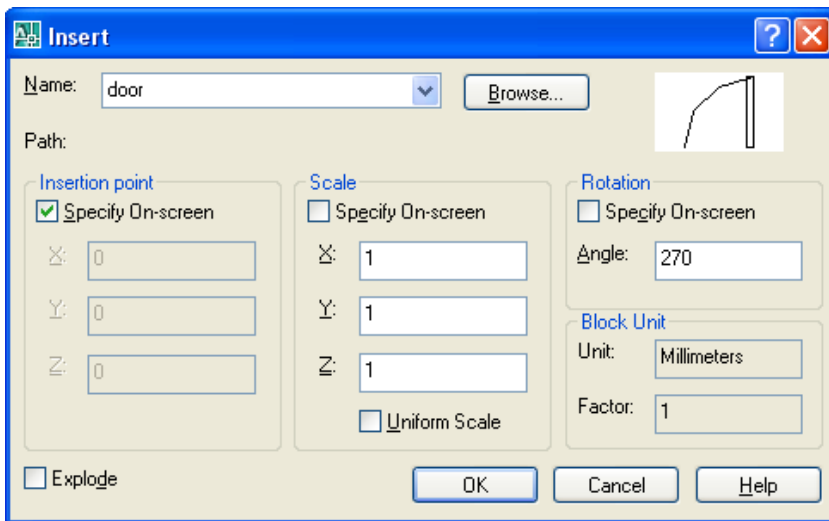 Insert
Name: door Browse...
Path:
Insertion point Scale Rotation
Specify On-screen Specify On-screen Specify On-screen
X: 0 X: 1 Angle: 270
Y: 0 Y: 1 Block Unit
Unit: Millimeters
Z: 0 Z: 1
Factor: 1
Uniform Scale
Explode OK Cancel Help